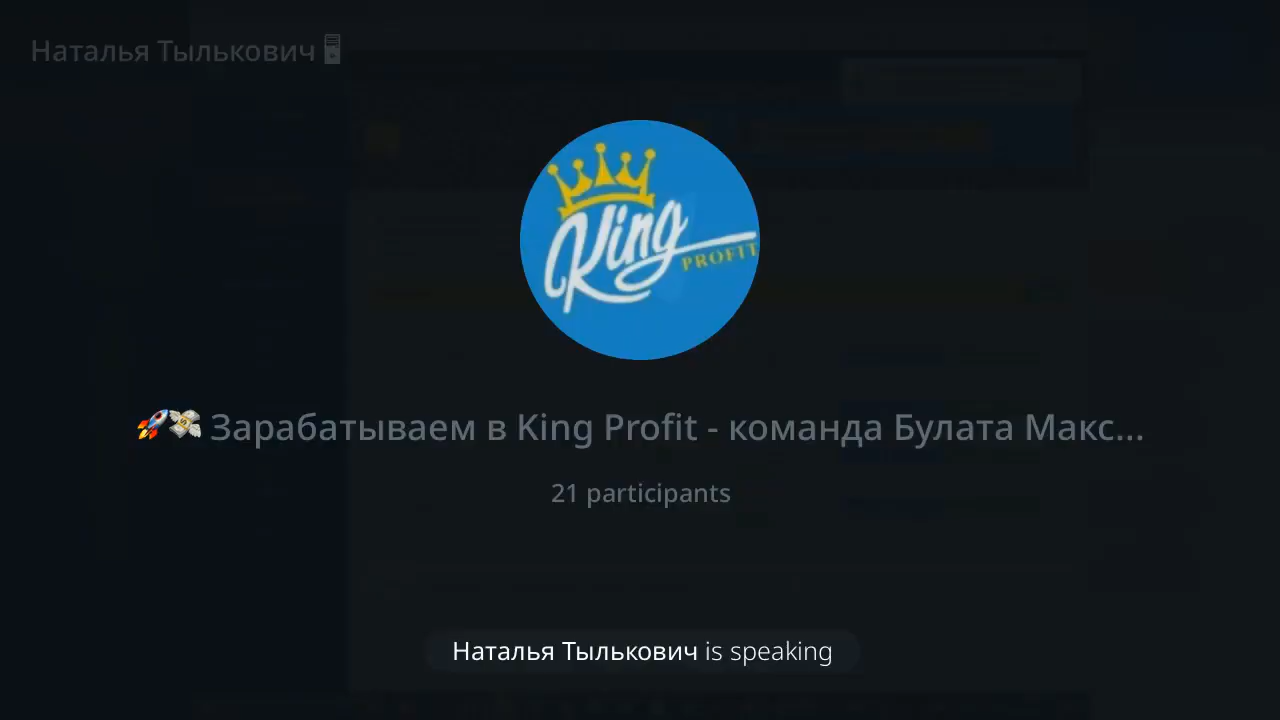 Наталья Тылькович
King
PROFIT
🚀💸 Зарабатываем в King Profit - команда Булата Макс...
21 participants
Наталья Тылькович is speaking